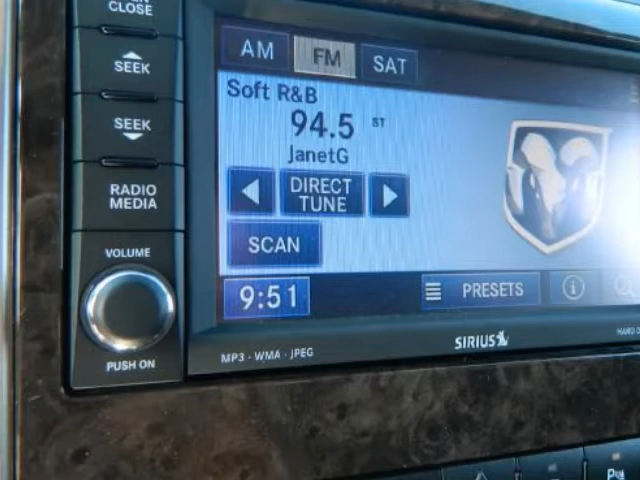 CLOSE
SEEK
SEEK
RADIO
MEDIA
VOLUME
PUSH ON
AM FM SAT
Soft R&B
94.5 ST
JanetG
DIRECT
TUNE
SCAN
9:51 PRESETS
MP3 · WMA · JPEG
SIRIUS